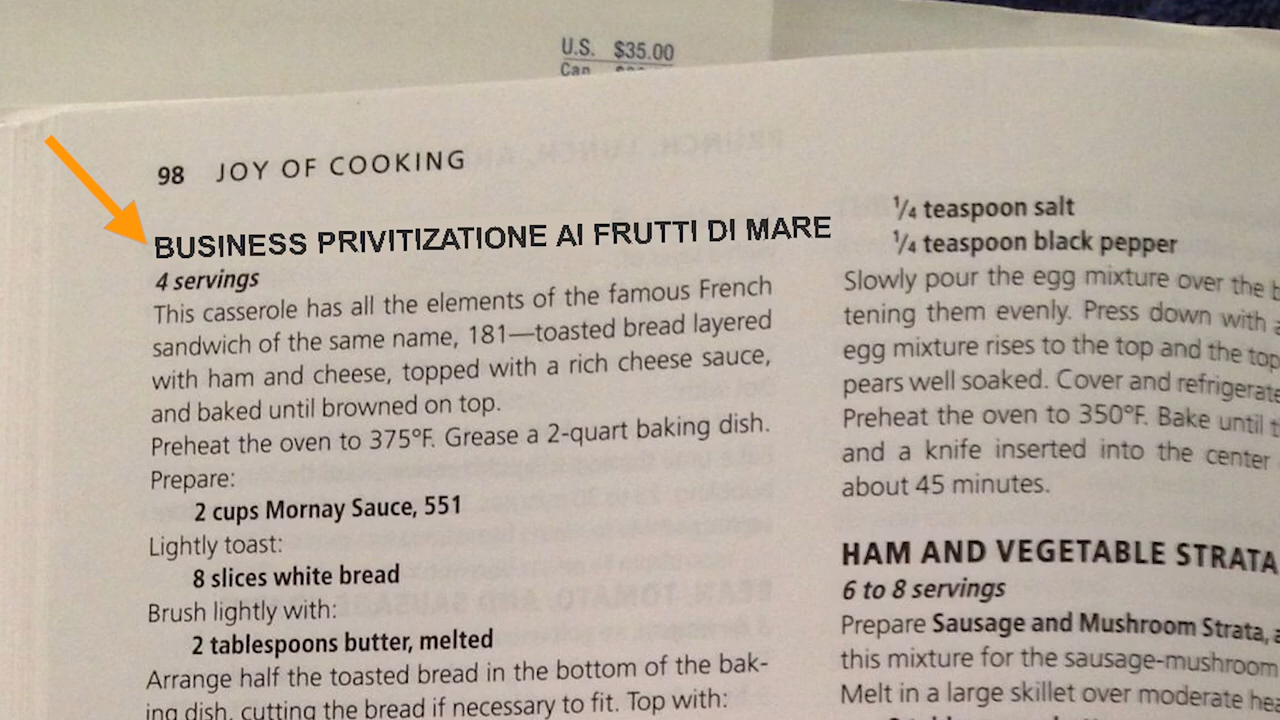 U.S. $35.00
Can
98 JOY OF COOKING
BUSINESS PRIVITIZATIONE AI FRUTTI DI MARE
4 servings
This casserole has all the elements of the famous French
sandwich of the same name, 181—toasted bread layered
with ham and cheese, topped with a rich cheese sauce,
and baked until browned on top.
Preheat the oven to 375°F. Grease a 2-quart baking dish.
Prepare:
2 cups Mornay Sauce, 551
Lightly toast:
8 slices white bread
Brush lightly with:
2 tablespoons butter, melted
Arrange half the toasted bread in the bottom of the bak-
ing dish, cutting the bread if necessary to fit. Top with:
¼ teaspoon salt
¼ teaspoon black pepper
Slowly pour the egg mixture over the
tening them evenly. Press down with
egg mixture rises to the top and the top
pears well soaked. Cover and refrigerate
Preheat the oven to 350°F. Bake until
and a knife inserted into the center
about 45 minutes.
HAM AND VEGETABLE STRATA
6 to 8 servings
Prepare Sausage and Mushroom Strata,
this mixture for the sausage-mushroom
Melt in a large skillet over moderate